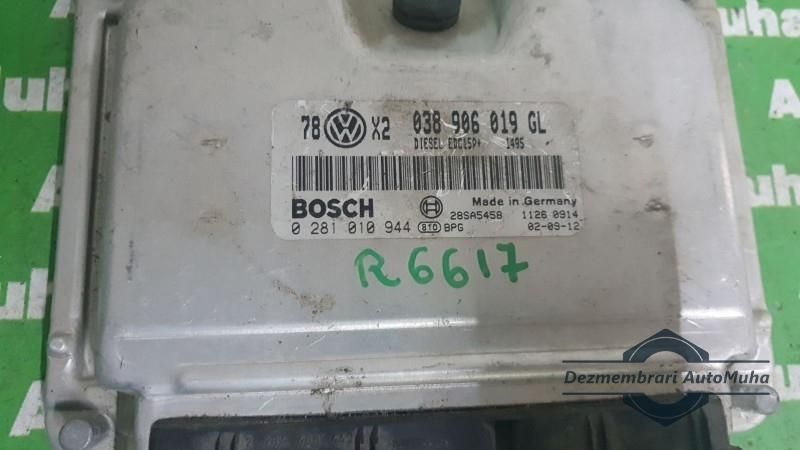 78 VW X2 038 906 019 GL
DIESEL EDC15P+ 1495
BOSCH
Made in Germany
28SA5458 1126 0914
0 281 010 944 BPG 02-09-12
R6617
Dezmembrari AutoMuha